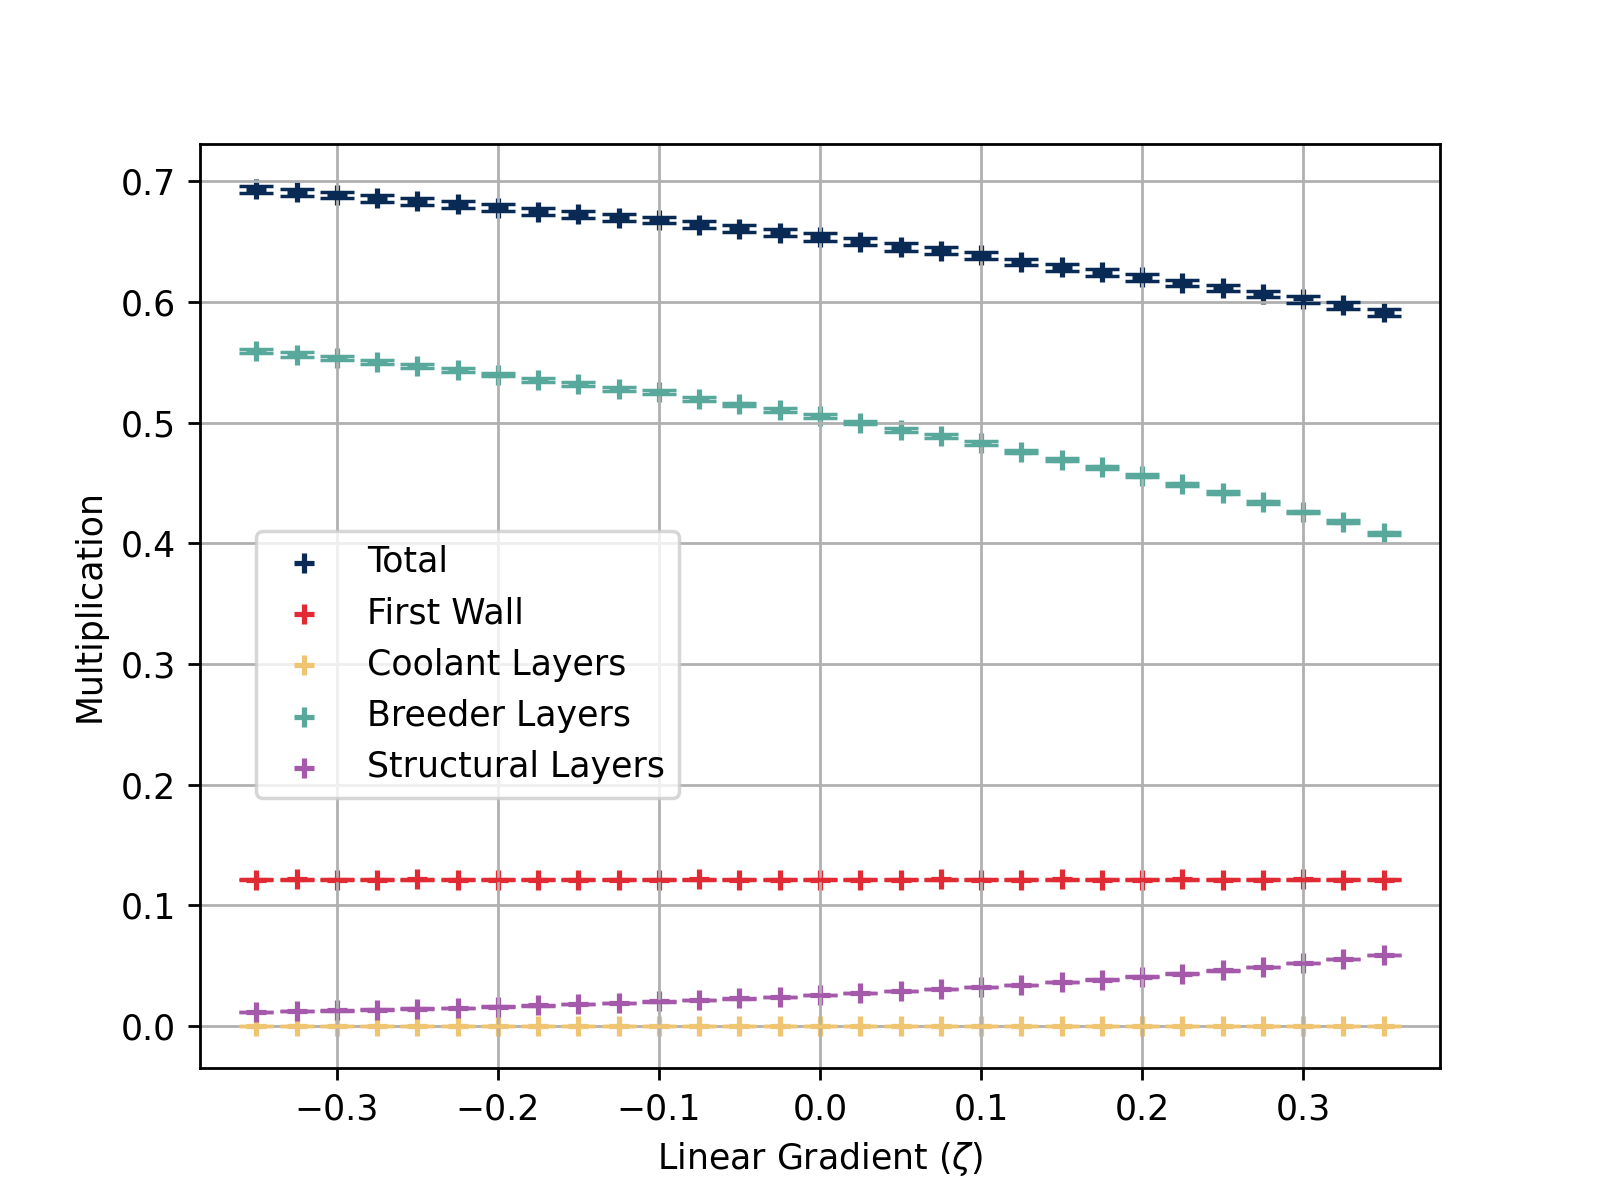 0.7
0.6
0.5
0.4
0.3
0.2
0.1
0.0
Multiplication
Total
First Wall
Coolant Layers
Breeder Layers
Structural Layers
−0.3 −0.2 −0.1 0.0 0.1 0.2 0.3
Linear Gradient (ζ)